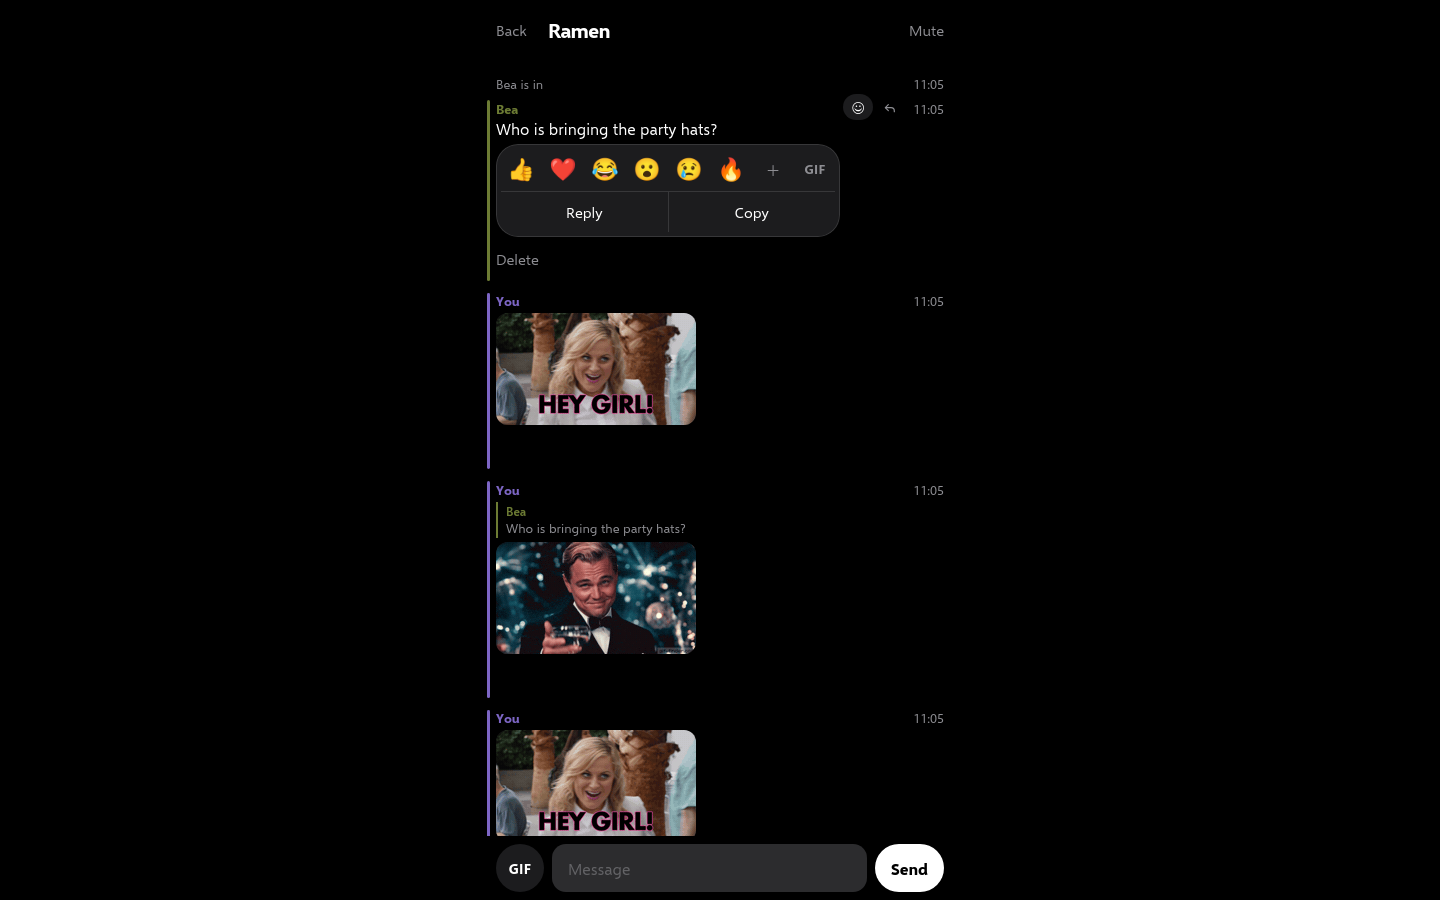 Back Ramen Mute
Bea is in 11:05
Bea 11:05
Who is bringing the party hats?
+ GIF
Reply Copy
Delete
You 11:05
HEY GIRL!
You 11:05
Bea
Who is bringing the party hats?
You 11:05
HEY GIRL!
GIF Message Send